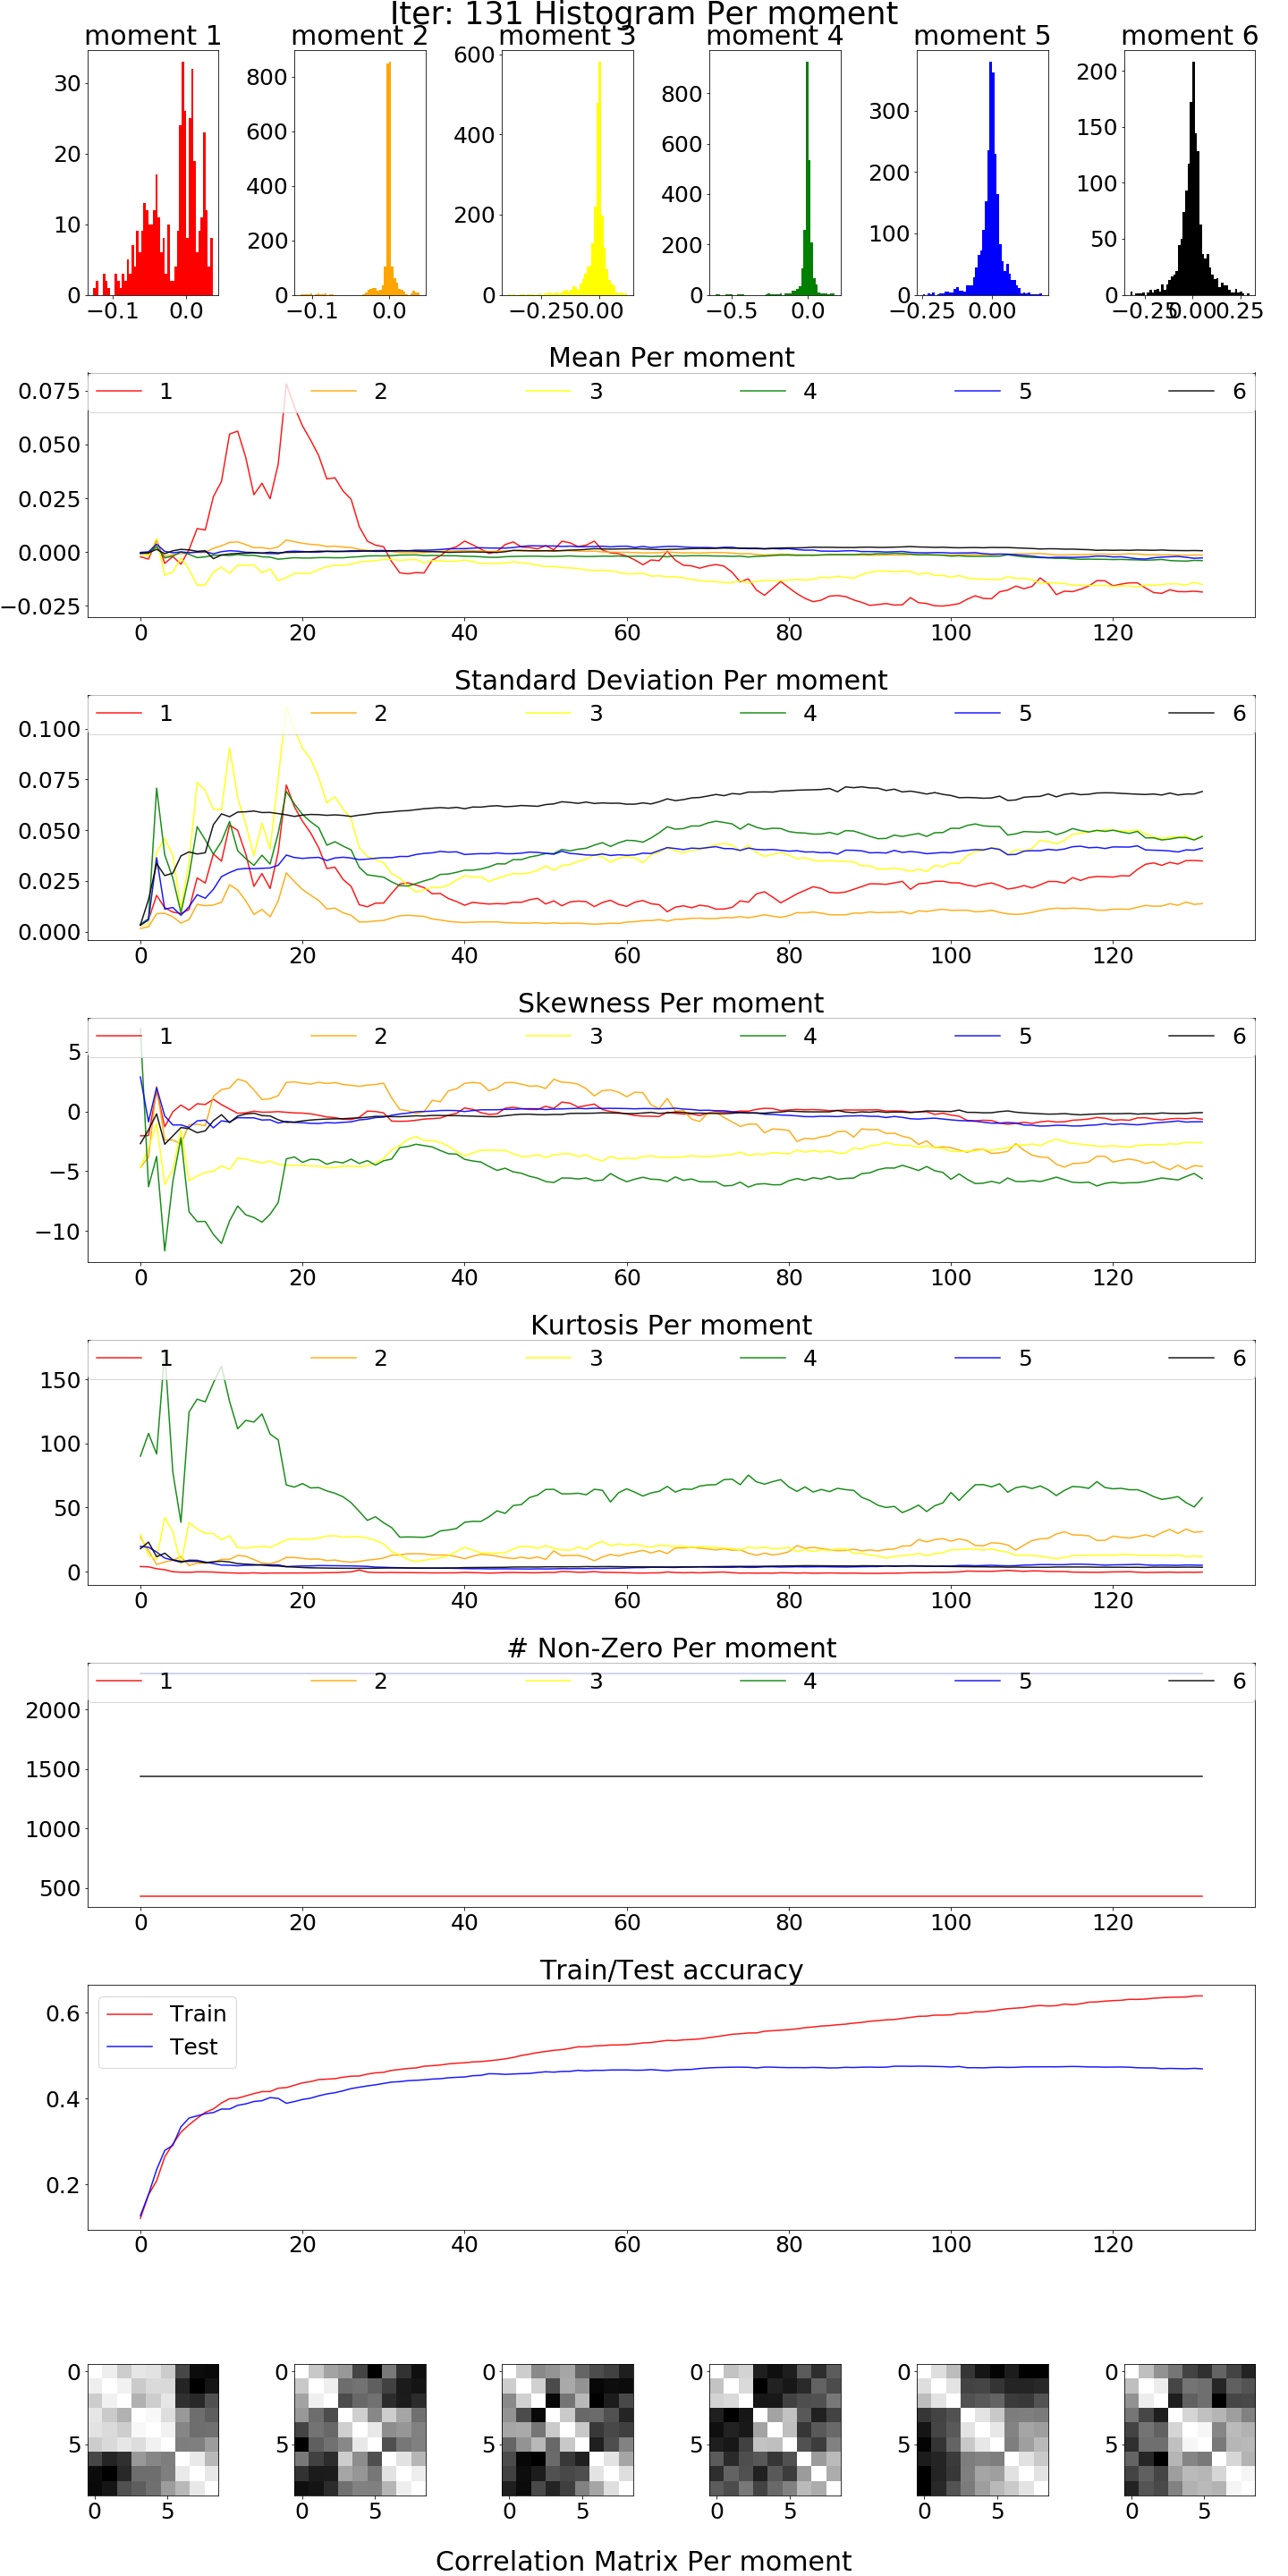 Iter: 131 Histogram Per moment
moment 1 moment 2 moment 3 moment 4 moment 5 moment 6
30 20 10 0
−0.1 0.0
800 600 400 200 0
−0.1 0.0
600 400 200 0
−0.25 0.00
800 600 400 200 0
−0.5 0.0
300 200 100 0
−0.25 0.00
200 150 100 50 0
−0.25 0.00 0.25
Mean Per moment
1 2 3 4 5 6
0.075
0.050
0.025
0.000
−0.025
0 20 40 60 80 100 120
Standard Deviation Per moment
1 2 3 4 5 6
0.100
0.075
0.050
0.025
0.000
0 20 40 60 80 100 120
Skewness Per moment
1 2 3 4 5 6
5
0
−5
−10
0 20 40 60 80 100 120
Kurtosis Per moment
1 2 3 4 5 6
150
100
50
0
0 20 40 60 80 100 120
# Non-Zero Per moment
1 2 3 4 5 6
2000
1500
1000
500
0 20 40 60 80 100 120
Train/Test accuracy
Train
Test
0.6
0.4
0.2
0 20 40 60 80 100 120
0 0 0 0 0 0
5 5 5 5 5 5
0 5 0 5 0 5 0 5 0 5 0 5
Correlation Matrix Per moment